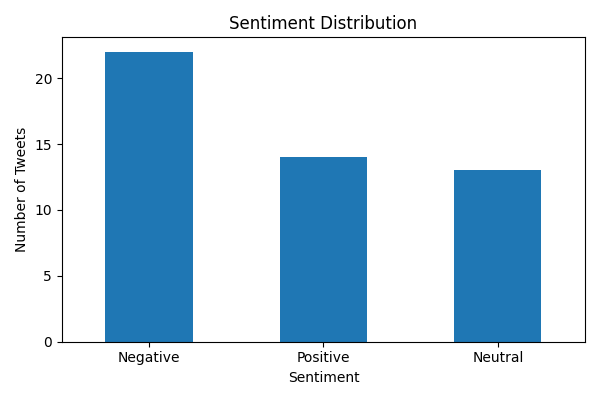 Sentiment Distribution
Number of Tweets
20
15
10
5
0
Negative Positive Neutral
Sentiment